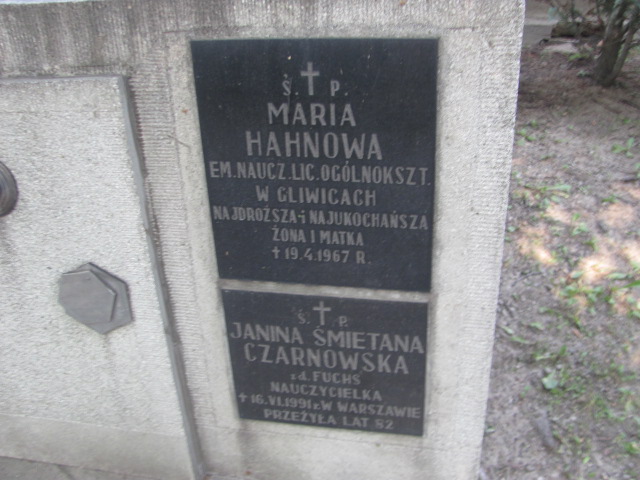 Ś. † P.
MARIA
HAHNOWA
EM. NAUCZ. LIC. OGÓLNOKSZT.
W GLIWICACH
NAJDROŻSZA i NAJUKOCHAŃSZA
ŻONA I MATKA
† 19.4.1967 R.
Ś. † P.
JANINA ŚMIETANA
CZARNOWSKA
z d. FUCHS
NAUCZYCIELKA
† 16.VI.1991 r. W WARSZAWIE
PRZEŻYŁA LAT 82